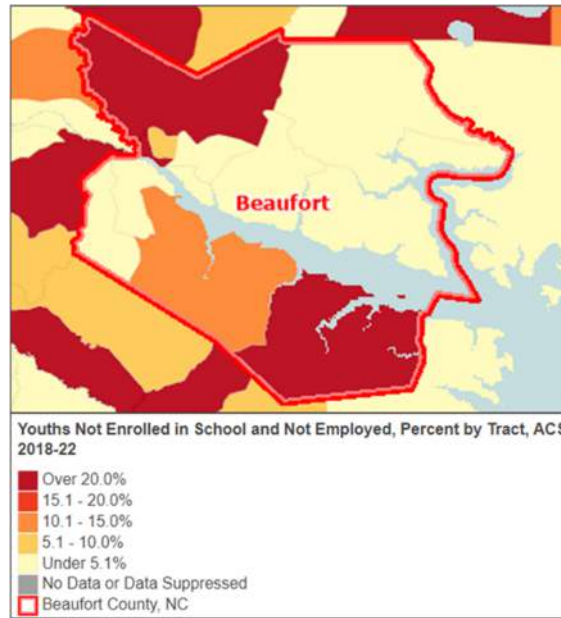 Beaufort
Youths Not Enrolled in School and Not Employed, Percent by Tract, ACS
2018-22
Over 20.0%
15.1 - 20.0%
10.1 - 15.0%
5.1 - 10.0%
Under 5.1%
No Data or Data Suppressed
Beaufort County, NC